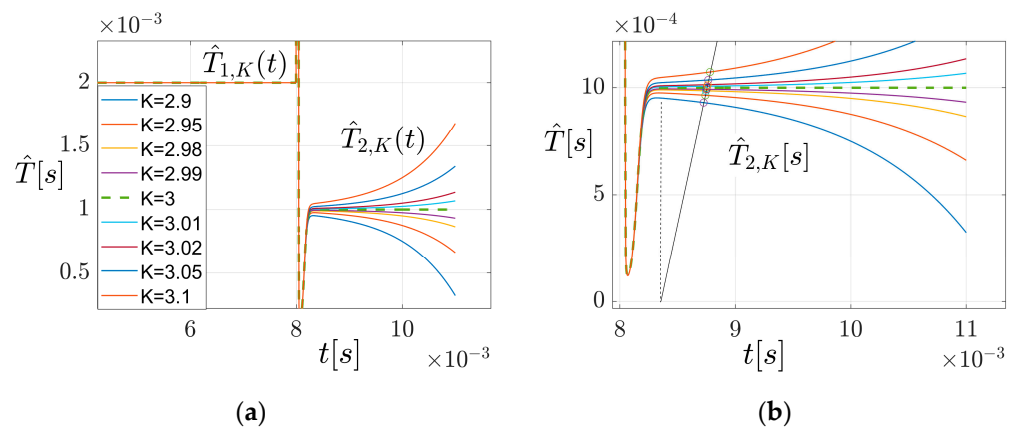 ×10⁻³
T̂₁,K(t)
2
K=2.9
K=2.95
1.5
K=2.98
T̂₂,K(t)
T̂[s]
K=2.99
K=3
1
K=3.01
K=3.02
0.5
K=3.05
K=3.1
6 8 10
t[s] ×10⁻³
(a)
×10⁻⁴
10
T̂[s]
T̂₂,K[s]
5
0
8 9 10 11
t[s] ×10⁻³
(b)